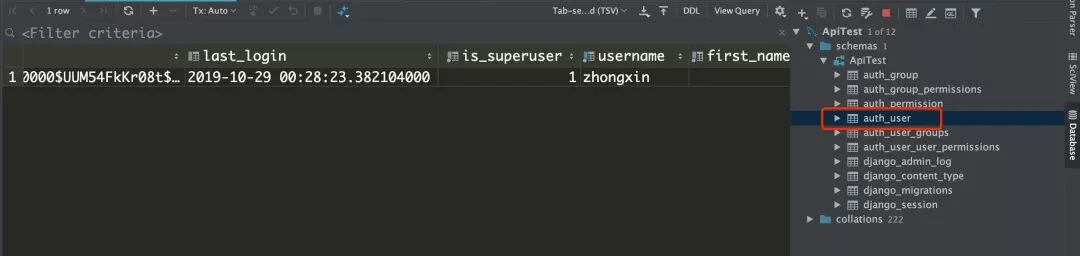 1 row Tx: Auto Tab-se...d (TSV) DDL View Query
<Filter criteria>
last_login is_superuser username first_name
1 0000$UUM54FkKr08t$... 2019-10-29 00:28:23.382104000 1 zhongxin
ApiTest 1 of 12
schemas
ApiTest
auth_group
auth_group_permissions
auth_permission
auth_user
auth_user_groups
auth_user_user_permissions
django_admin_log
django_content_type
django_migrations
django_session
collations 222
on Parser
SciView
Database